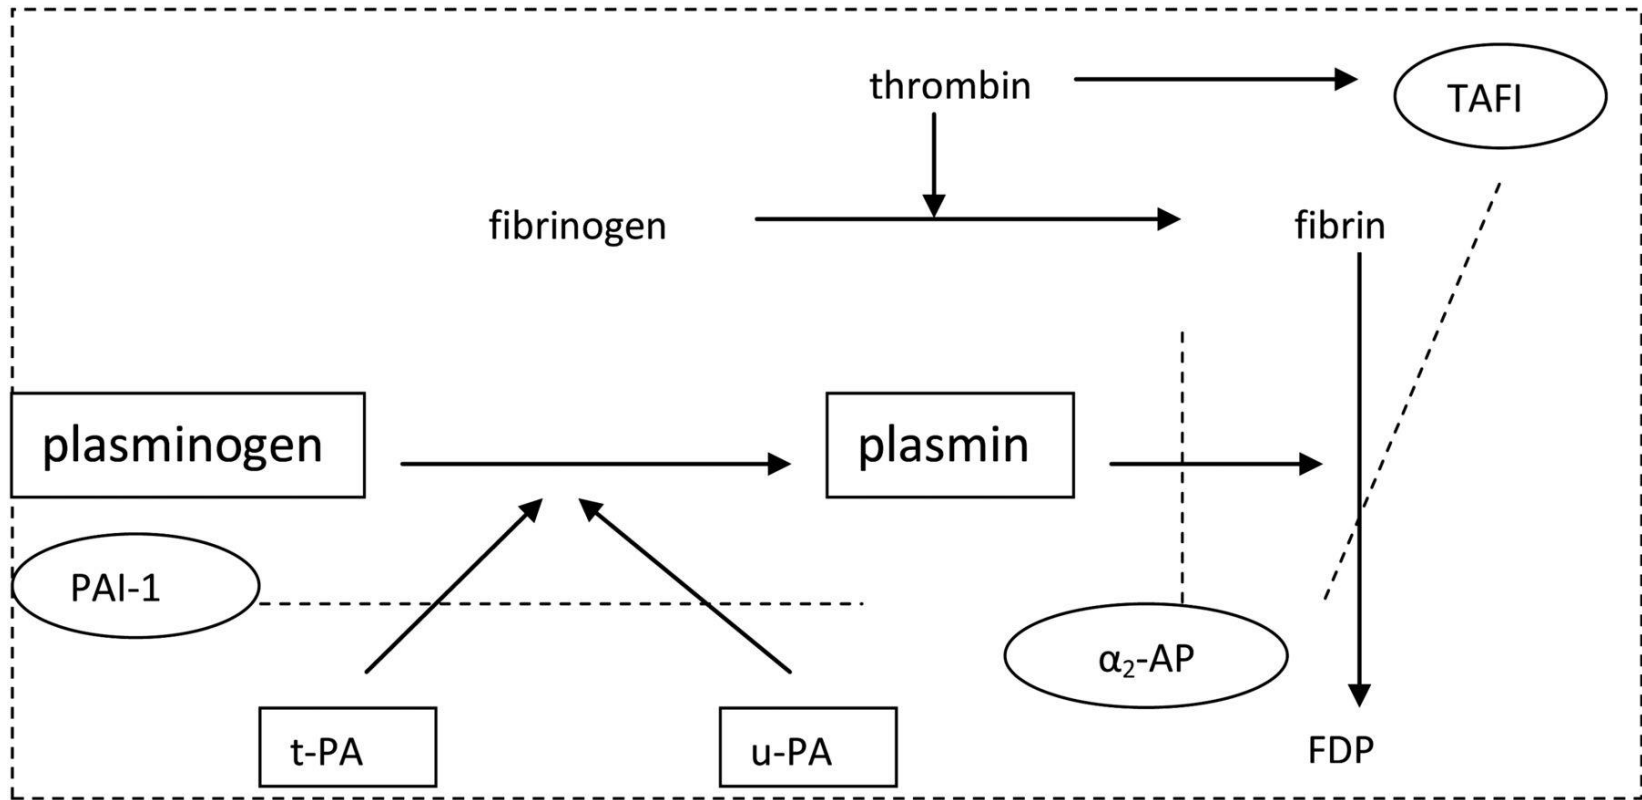 thrombin
TAFI
fibrinogen
fibrin
plasminogen
plasmin
PAI-1
α₂-AP
t-PA
u-PA
FDP